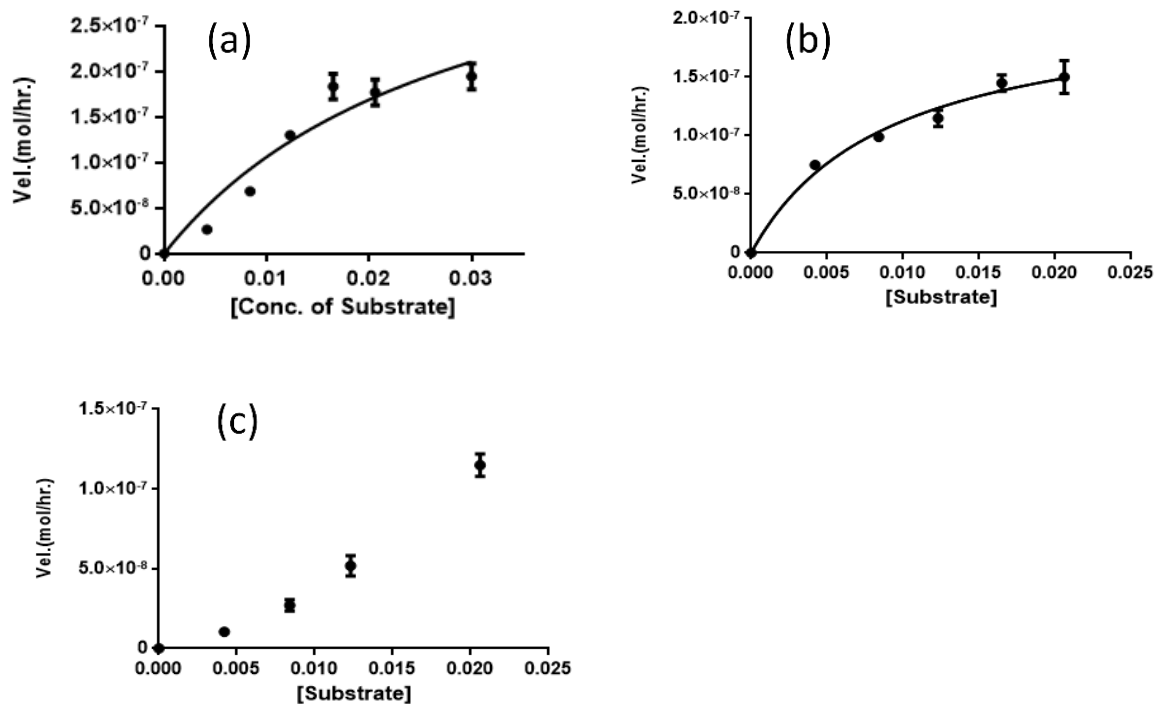 (a)
Vel.(mol/hr.)
2.5×10⁻⁷
2.0×10⁻⁷
1.5×10⁻⁷
1.0×10⁻⁷
5.0×10⁻⁸
0
0.00 0.01 0.02 0.03
[Conc. of Substrate]
(b)
Vel.(mol/hr.)
2.0×10⁻⁷
1.5×10⁻⁷
1.0×10⁻⁷
5.0×10⁻⁸
0
0.000 0.005 0.010 0.015 0.020 0.025
[Substrate]
(c)
Vel.(mol/hr.)
1.5×10⁻⁷
1.0×10⁻⁷
5.0×10⁻⁸
0
0.000 0.005 0.010 0.015 0.020 0.025
[Substrate]